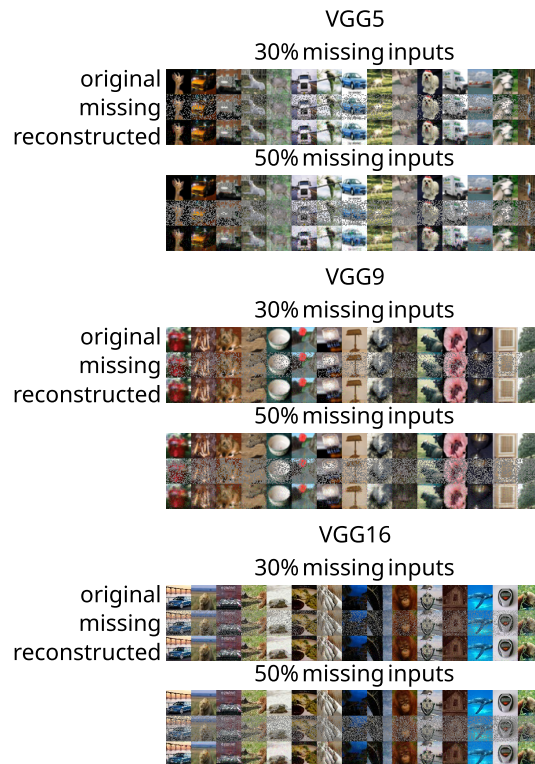 VGG5
30% missing inputs
original
missing
reconstructed
50% missing inputs
VGG9
30% missing inputs
original
missing
reconstructed
50% missing inputs
VGG16
30% missing inputs
original
missing
reconstructed
50% missing inputs